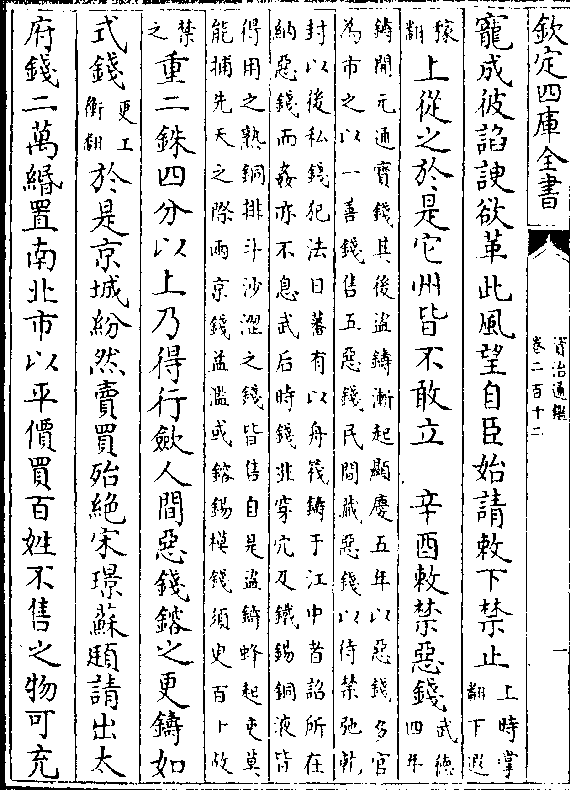 欽定四庫全書
資治通鑑
卷二百十二
一
寵成彼諂諛欲革此風望自臣始請敕下禁止上時掌
翻下遐
稼
翻上從之於是它州皆不敢立 辛酉敕禁惡錢武德
四年
鑄開元通寶錢其後盜鑄漸起顯慶五年以惡錢多官
為市之以一善錢售五惡錢民間藏惡錢以待禁弛乾
封以後私錢犯法日蕃有以舟筏鑄于江中者詔所在
納惡錢而姦亦不息武后時錢非穿穴及鐵錫銅液皆
得用之熟銅排斗沙澀之錢皆售自是盜鑄蜂起吏莫
能捕先天之際兩京錢益濫或鎔錫模錢須臾百十故
禁
之重二銖四分以上乃得行斂人間惡錢鎔之更鑄如
式錢更工
衡翻於是京城紛然賣買殆絕宋璟蘇頲請出太
府錢二萬緡置南北市以平價買百姓不售之物可充